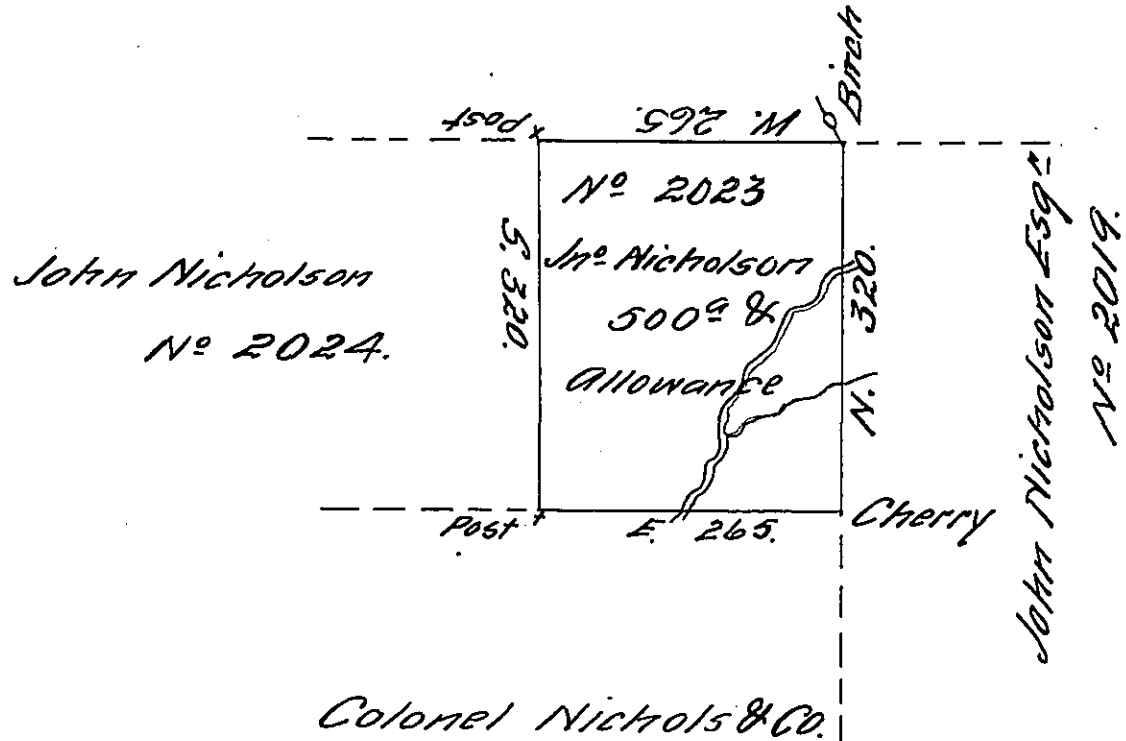 Birch
Post
W. 265.
Nº 2023
Jnº Nicholson
500ª &
Allowance
S. 320.
N. 320.
John Nicholson
Nº 2024.
John Nicholson Esqr
Nº 2019.
Post
E. 265.
Cherry
Colonel Nichols & Co.